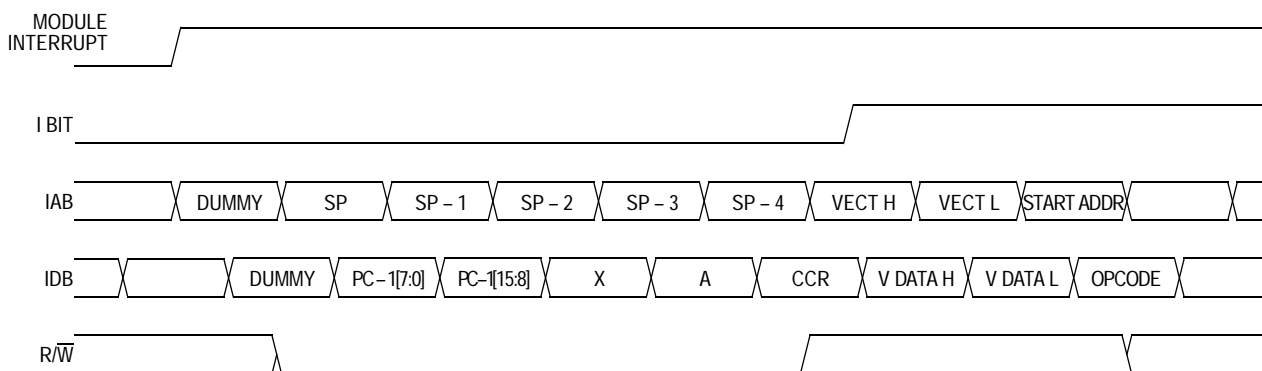 MODULE
INTERRUPT
I BIT
IAB DUMMY SP SP – 1 SP – 2 SP – 3 SP – 4 VECT H VECT L START ADDR
IDB DUMMY PC – 1[7:0] PC–1[15:8] X A CCR V DATA H V DATA L OPCODE
R/W̅